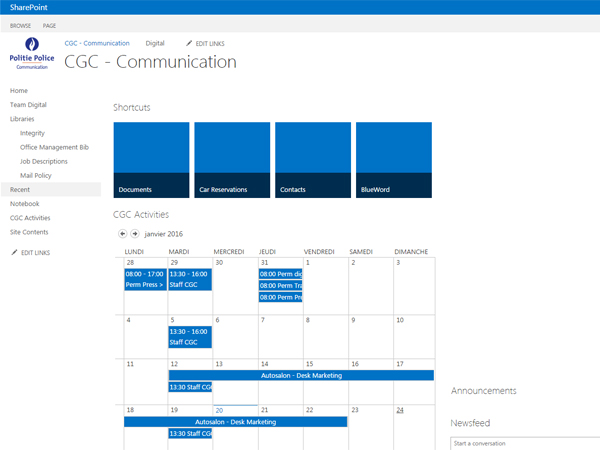 SharePoint
BROWSE PAGE
Politie Police
Communication
CGC - Communication Digital EDIT LINKS
CGC - Communication
Home
Team Digital
Libraries
Integrity
Office Management Bib
Job Descriptions
Mail Policy
Recent
Notebook
CGC Activities
Site Contents
EDIT LINKS
Shortcuts
Documents Car Reservations Contacts BlueWord
CGC Activities
janvier 2016
LUNDI MARDI MERCREDI JEUDI VENDREDI SAMEDI DIMANCHE
28 29 30 31 1 2 3
08:00 - 17:00 13:30 - 16:00 08:00 Perm dig
Perm Press > Staff CGC 08:00 Perm Tra
08:00 Perm Pre
4 5 6 7 8 9 10
13:30 - 16:00
Staff CGC
11 12 13 14 15 16 17
Autosalon - Desk Marketing
13:30 Staff CGC
18 19 20 21 22 23 24
Autosalon - Desk Marketing
13:30 Staff CGC
Announcements
Newsfeed
Start a conversation